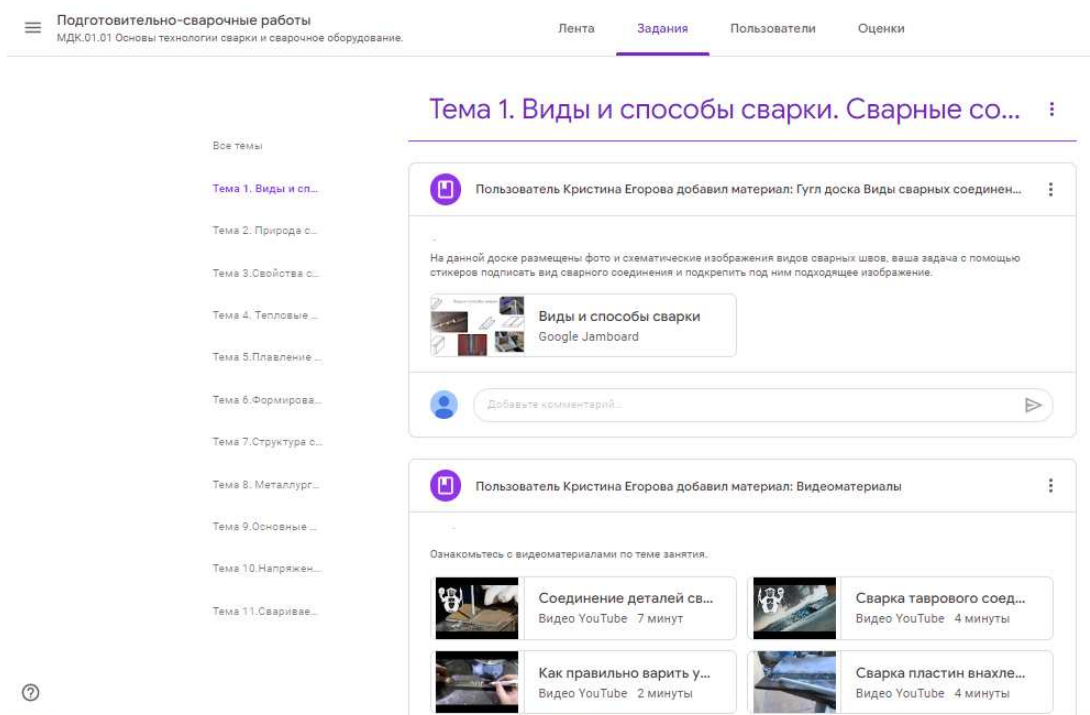 Подготовительно-сварочные работы
МДК.01.01 Основы технологии сварки и сварочное оборудование.
Лента
Задания
Пользователи
Оценки
Тема 1. Виды и способы сварки. Сварные со...
Все темы
Тема 1. Виды и сп...
Тема 2. Природа с...
Тема 3.Свойства с...
Тема 4. Тепловые ...
Тема 5.Плавление ...
Тема 6.Формирова...
Тема 7.Структура с...
Тема 8. Металлург...
Тема 9.Основные ...
Тема 10.Напряжен...
Тема 11.Сваривае...
Пользователь Кристина Егорова добавил материал: Гугл доска Виды сварных соединен...
На данной доске размещены фото и схематические изображения видов сварных швов, ваша задача с помощью
стикеров подписать вид сварного соединения и подкрепить под ним подходящее изображение.
Виды и способы сварки
Google Jamboard
Добавьте комментарий...
Пользователь Кристина Егорова добавил материал: Видеоматериалы
Ознакомьтесь с видеоматериалами по теме занятия.
Соединение деталей св...
Видео YouTube 7 минут
Сварка таврового соед...
Видео YouTube 4 минуты
Как правильно варить у...
Видео YouTube 2 минуты
Сварка пластин внахле...
Видео YouTube 4 минуты